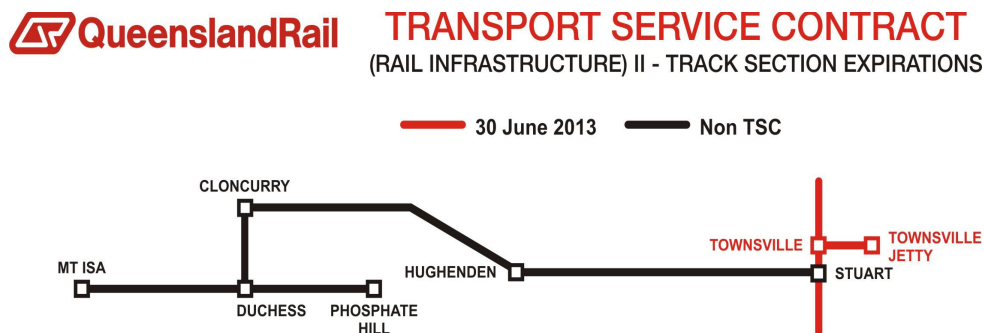 QueenslandRail
TRANSPORT SERVICE CONTRACT
(RAIL INFRASTRUCTURE) II - TRACK SECTION EXPIRATIONS
30 June 2013
Non TSC
CLONCURRY
TOWNSVILLE
TOWNSVILLE
JETTY
MT ISA
HUGHENDEN
STUART
DUCHESS
PHOSPHATE
HILL